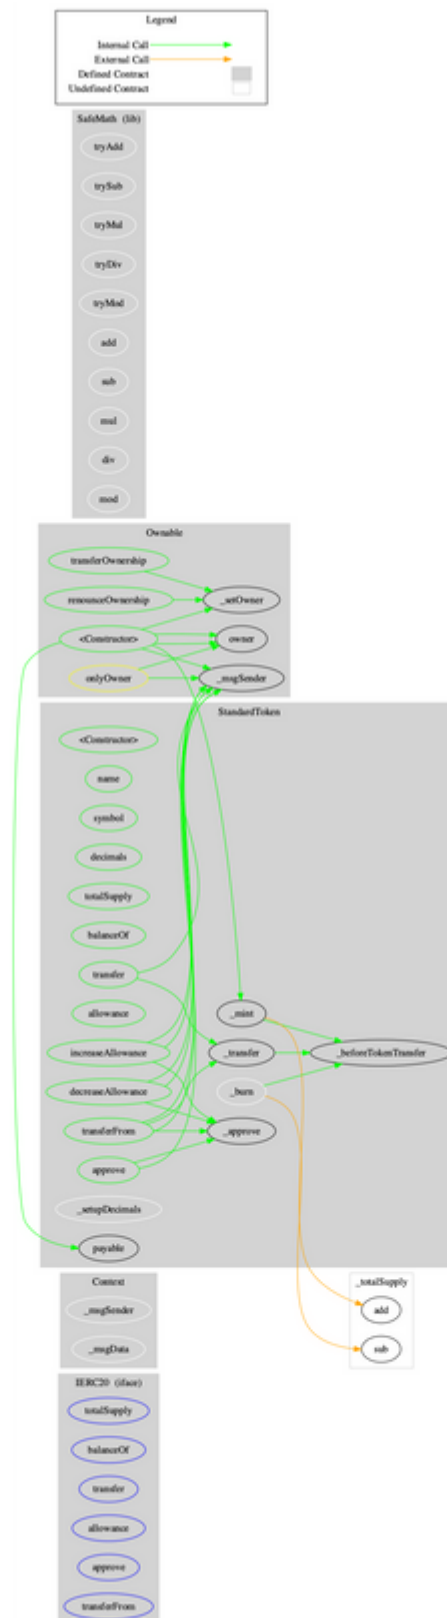 Legend
Internal Call
External Call
Defined Contract
Undefined Contract
SafeMath (lib)
tryAdd
trySub
tryMul
tryDiv
tryMod
add
sub
mul
div
mod
Ownable
transferOwnership
renounceOwnership
_setOwner
<Constructor>
owner
onlyOwner
_msgSender
StandardToken
<Constructor>
name
symbol
decimals
totalSupply
balanceOf
transfer
allowance
_mint
increaseAllowance
_transfer
_beforeTokenTransfer
decreaseAllowance
_burn
transferFrom
_approve
approve
_setupDecimals
payable
Context
_totalSupply
_msgSender
add
_msgData
sub
IERC20 (iface)
totalSupply
balanceOf
transfer
allowance
approve
transferFrom